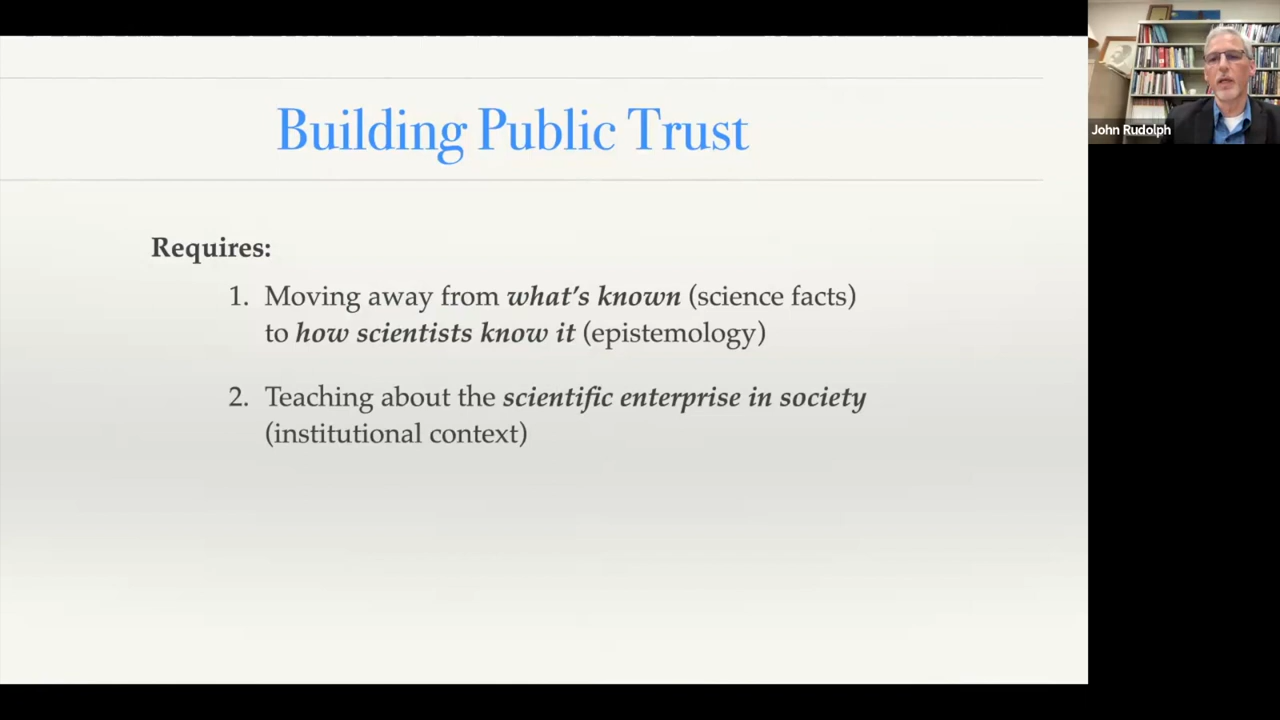 Building Public Trust
John Rudolph
Requires:
1. Moving away from what's known (science facts)
to how scientists know it (epistemology)
2. Teaching about the scientific enterprise in society
(institutional context)